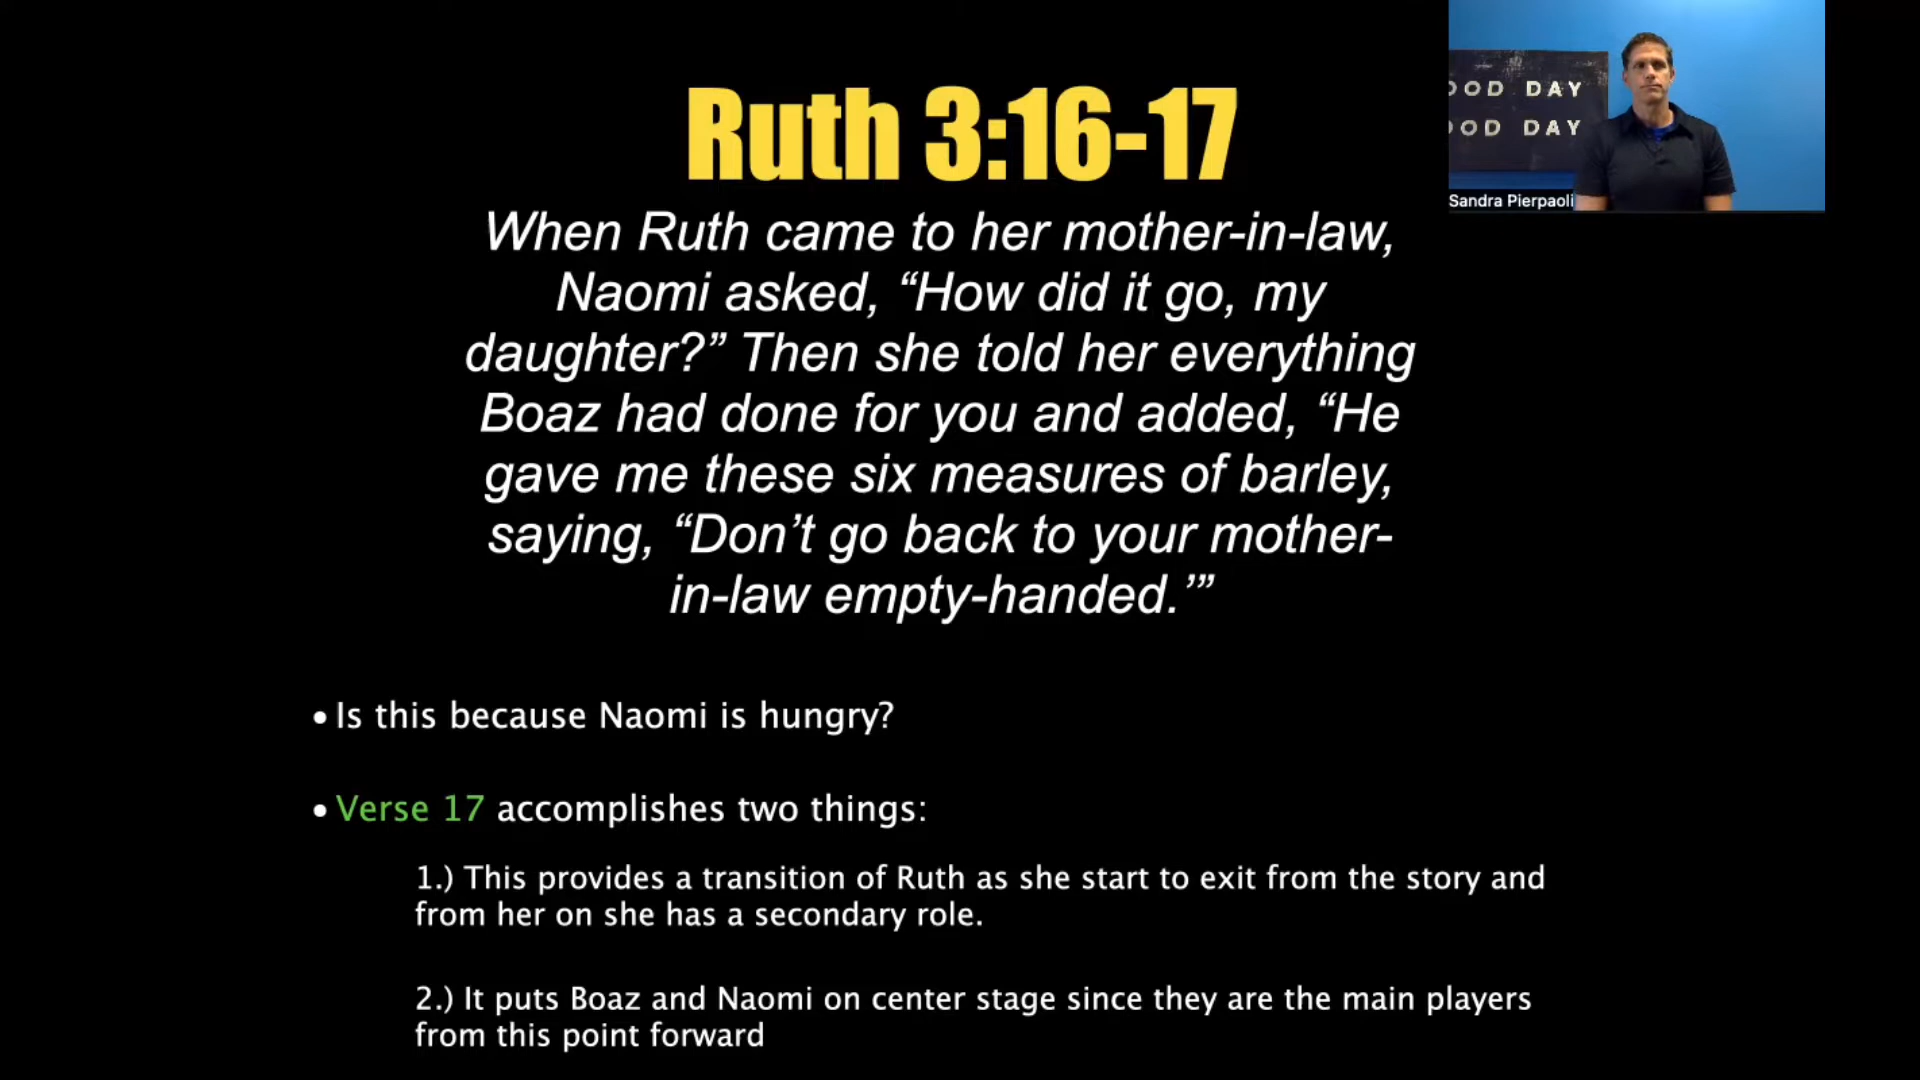 Ruth 3:16-17
When Ruth came to her mother-in-law,
Naomi asked, “How did it go, my
daughter?” Then she told her everything
Boaz had done for you and added, “He
gave me these six measures of barley,
saying, “Don’t go back to your mother-
in-law empty-handed.’”
• Is this because Naomi is hungry?
• Verse 17 accomplishes two things:
1.) This provides a transition of Ruth as she start to exit from the story and
from her on she has a secondary role.
2.) It puts Boaz and Naomi on center stage since they are the main players
from this point forward
OOD DAY
OOD DAY
Sandra Pierpaoli